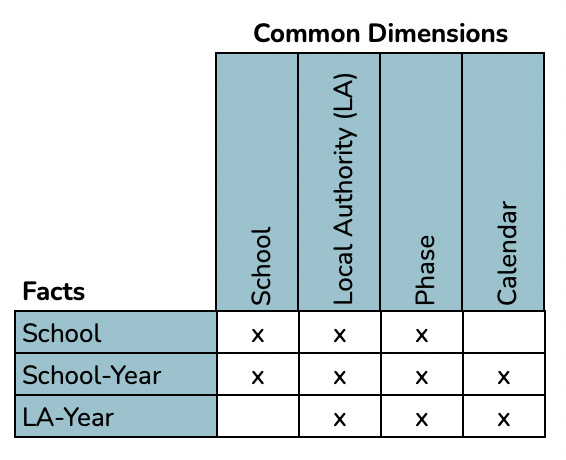 Common Dimensions
School
Local Authority (LA)
Phase
Calendar
Facts
School x x x
School-Year x x x x
LA-Year x x x